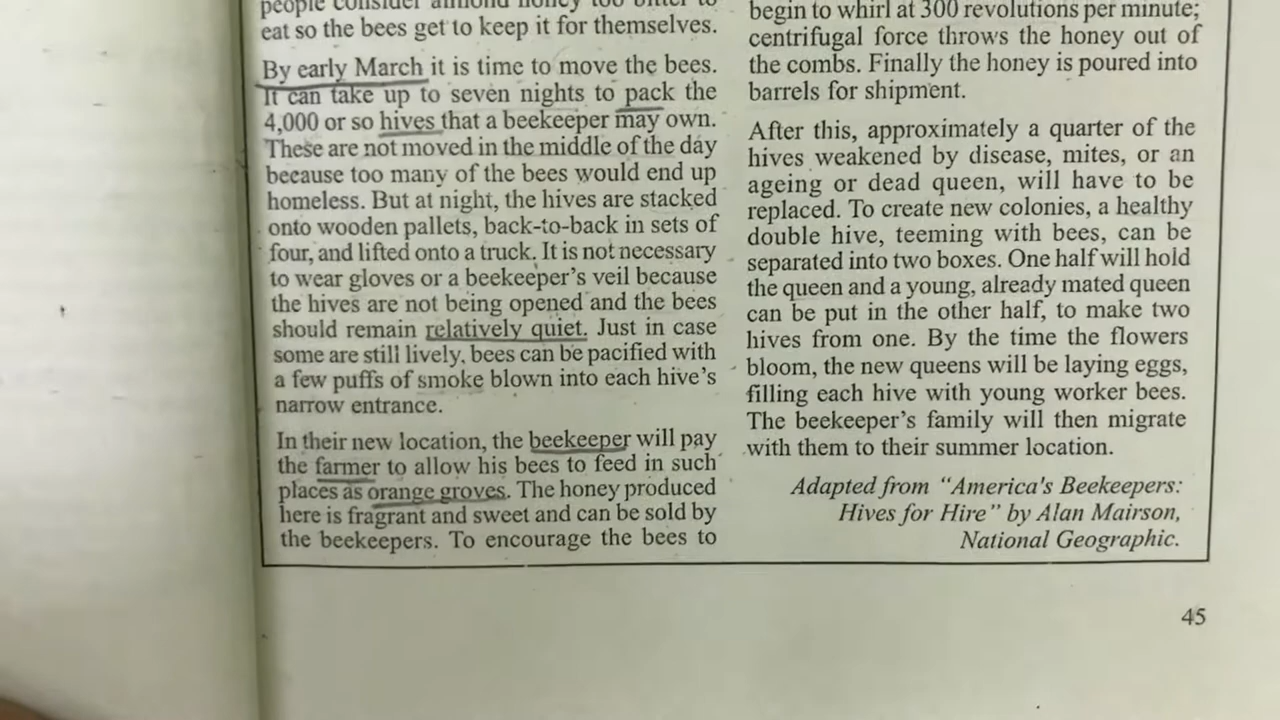 people consider almond honey too bitter to
eat so the bees get to keep it for themselves.
By early March it is time to move the bees.
It can take up to seven nights to pack the
4,000 or so hives that a beekeeper may own.
These are not moved in the middle of the day
because too many of the bees would end up
homeless. But at night, the hives are stacked
onto wooden pallets, back-to-back in sets of
four, and lifted onto a truck. It is not necessary
to wear gloves or a beekeeper's veil because
the hives are not being opened and the bees
should remain relatively quiet. Just in case
some are still lively, bees can be pacified with
a few puffs of smoke blown into each hive's
narrow entrance.
In their new location, the beekeeper will pay
the farmer to allow his bees to feed in such
places as orange groves. The honey produced
here is fragrant and sweet and can be sold by
the beekeepers. To encourage the bees to
begin to whirl at 300 revolutions per minute;
centrifugal force throws the honey out of
the combs. Finally the honey is poured into
barrels for shipment.
After this, approximately a quarter of the
hives weakened by disease, mites, or an
ageing or dead queen, will have to be
replaced. To create new colonies, a healthy
double hive, teeming with bees, can be
separated into two boxes. One half will hold
the queen and a young, already mated queen
can be put in the other half, to make two
hives from one. By the time the flowers
bloom, the new queens will be laying eggs,
filling each hive with young worker bees.
The beekeeper's family will then migrate
with them to their summer location.
Adapted from "America's Beekeepers:
Hives for Hire" by Alan Mairson,
National Geographic.
45